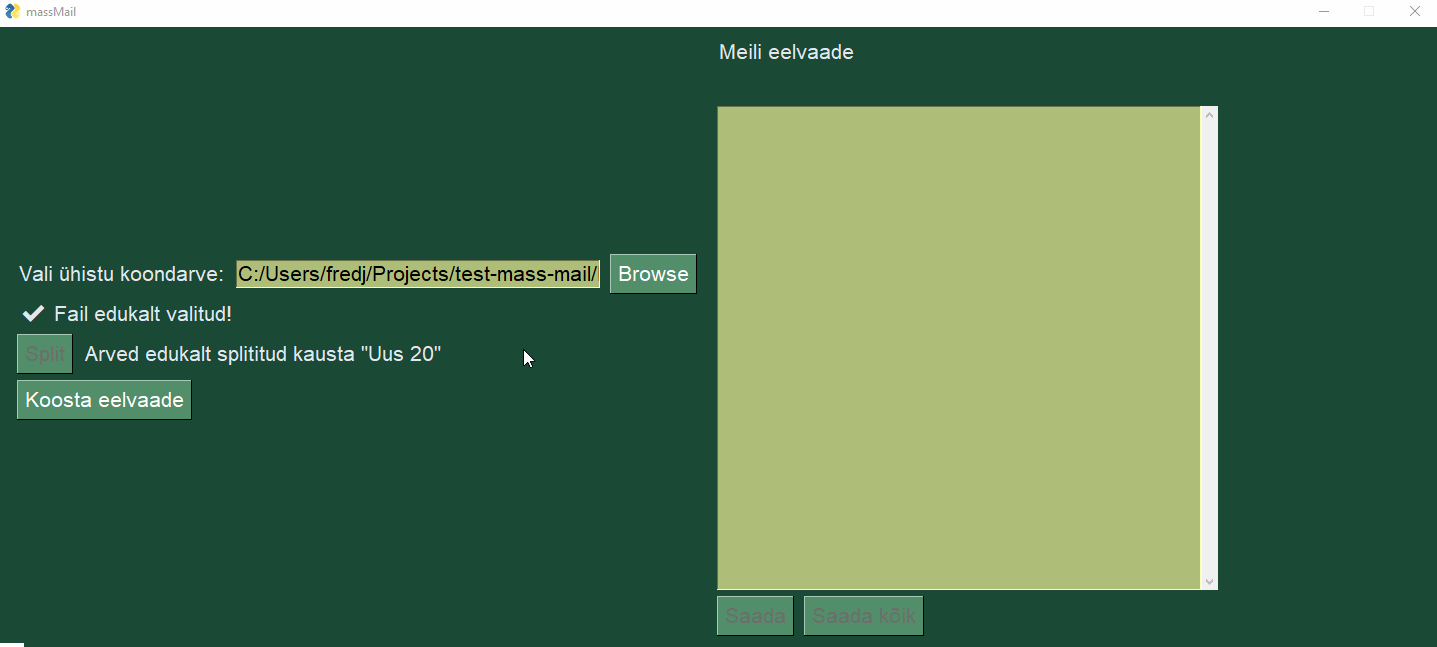 massMail
Meili eelvaade
Vali ühistu koondarve: C:/Users/fredj/Projects/test-mass-mail/ Browse
Fail edukalt valitud!
Split Arved edukalt splititud kausta "Uus 20"
Koosta eelvaade
Saada Saada kõik